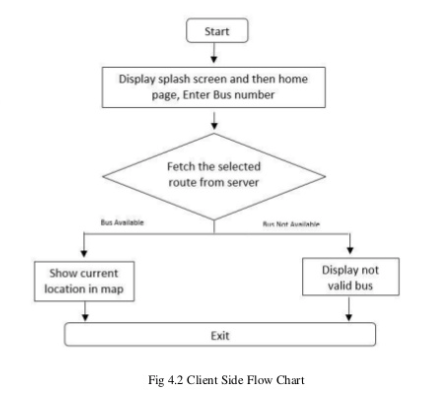 Start
Display splash screen and then home
page, Enter Bus number
Fetch the selected
route from server
Bus Available
Bus Not Available
Show current
location in map
Display not
valid bus
Exit
Fig 4.2 Client Side Flow Chart